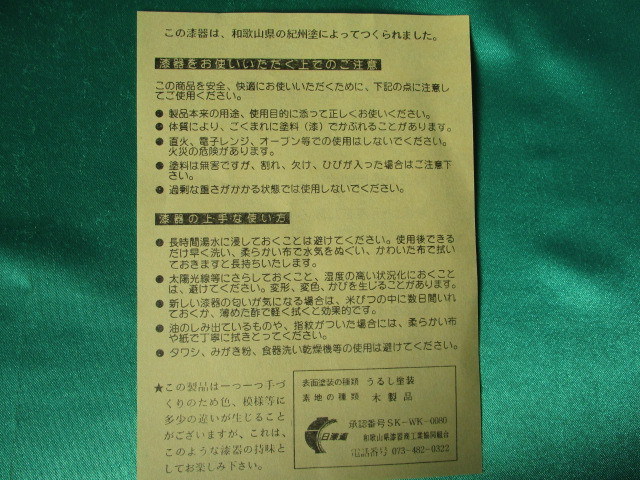 この漆器は、和歌山県の紀州塗によってつくられました。
漆器をお使いいただく上でのご注意
この商品を安全、快適にお使いいただくために、下記の点に注意し
てご使用ください。
● 製品本来の用途、使用目的に添って正しくお使いください。
● 体質により、ごくまれに塗料（漆）でかぶれることがあります。
● 直火、電子レンジ、オーブン等での使用はしないでください。
火災の危険があります。
● 塗料は無害ですが、割れ、欠け、ひびが入った場合はご注意下
さい。
● 過剰な重さがかかる状態では使用しないでください。
漆器の上手な使い方
● 長時間湯水に浸しておくことは避けてください。使用後できる
だけ早く洗い、柔らかい布で水気をぬぐい、かわいた布で拭い
ておきますと長持ちいたします。
● 太陽光線等にさらしておくこと、湿度の高い状況化におくこと
は、避けてください。変形、変色、かびを生じることがあります。
● 新しい漆器の匂いが気になる場合は、米びつの中に数日間いれ
ておくか、薄めた酢で軽く拭くと効果的です。
● 油のしみ出ているものや、指紋がついた場合には、柔らかい布
や紙で丁寧に拭きとってください。
● タワシ、みがき粉、食器洗い乾燥機等の使用は避けてください。
★この製品は一つ一つ手づ
くりのため色、模様等に
多少の違いが生じること
がございますが、これは、
このような漆器の持味と
してお楽しみ下さい。
表面塗装の種類 うるし塗装
素地の種類 木製品
承認番号SK-WK-0080
日漆連
和歌山県漆器商工業協同組合
電話番号 073-482-0322